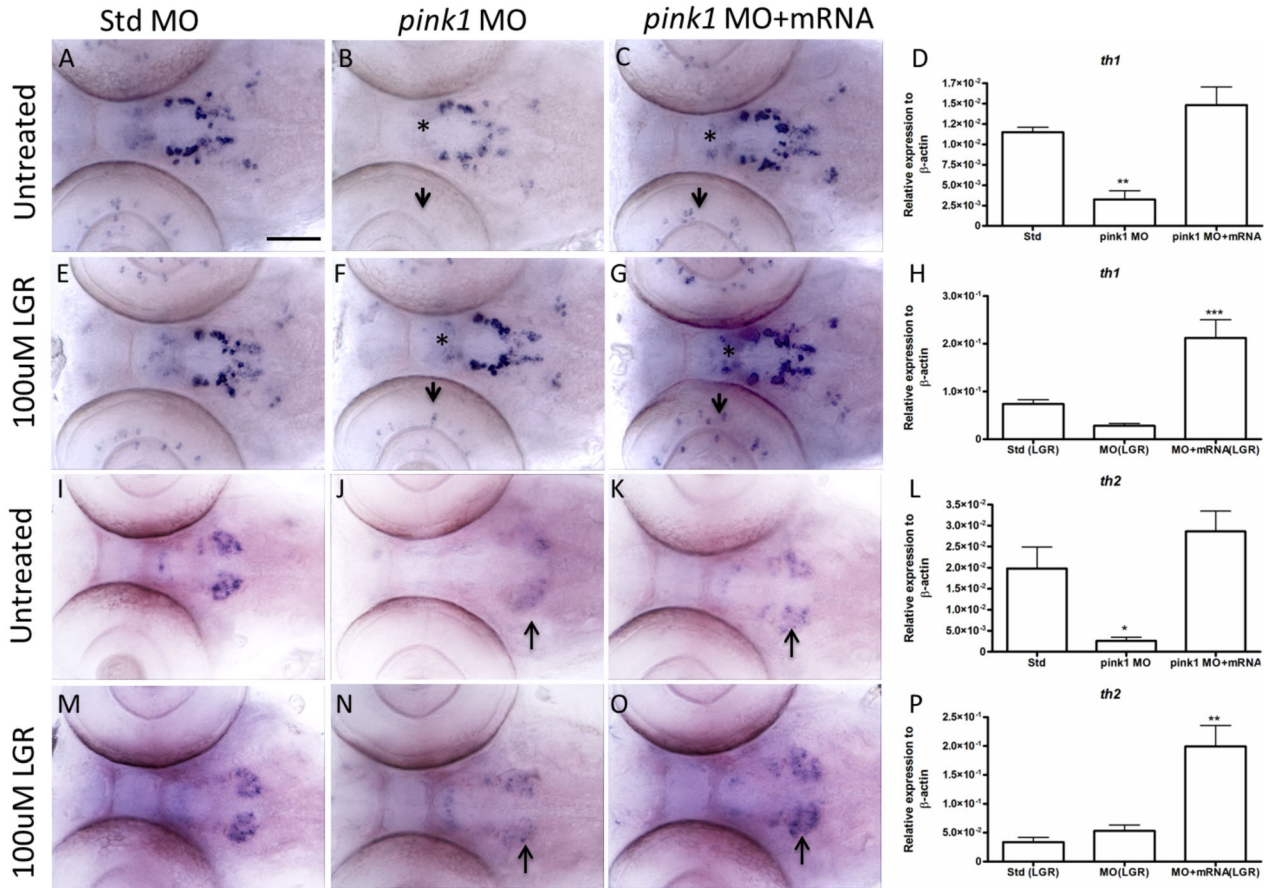 Std MO
pink1 MO
pink1 MO+mRNA
Untreated
A
B
*
C
*
D
th1
Relative expression to
β-actin
1.7×10⁻²
1.5×10⁻²
1.2×10⁻²
1.0×10⁻²
7.5×10⁻³
5.0×10⁻³
2.5×10⁻³
0
**
Std
pink1 MO
pink1 MO+mRNA
100uM LGR
E
F
*
G
*
H
th1
Relative expression to
β-actin
3.0×10⁻¹
2.0×10⁻¹
1.0×10⁻¹
0
***
Std (LGR)
MO(LGR)
MO+mRNA(LGR)
Untreated
I
J
K
L
th2
Relative expression to
β-actin
3.5×10⁻²
3.0×10⁻²
2.5×10⁻²
2.0×10⁻²
1.5×10⁻²
1.0×10⁻²
5.0×10⁻³
0
*
Std
pink1 MO
pink1 MO+mRNA
100uM LGR
M
N
O
P
th2
Relative expression to
β-actin
2.5×10⁻¹
2.0×10⁻¹
1.5×10⁻¹
1.0×10⁻¹
5.0×10⁻²
0
**
Std (LGR)
MO(LGR)
MO+mRNA(LGR)